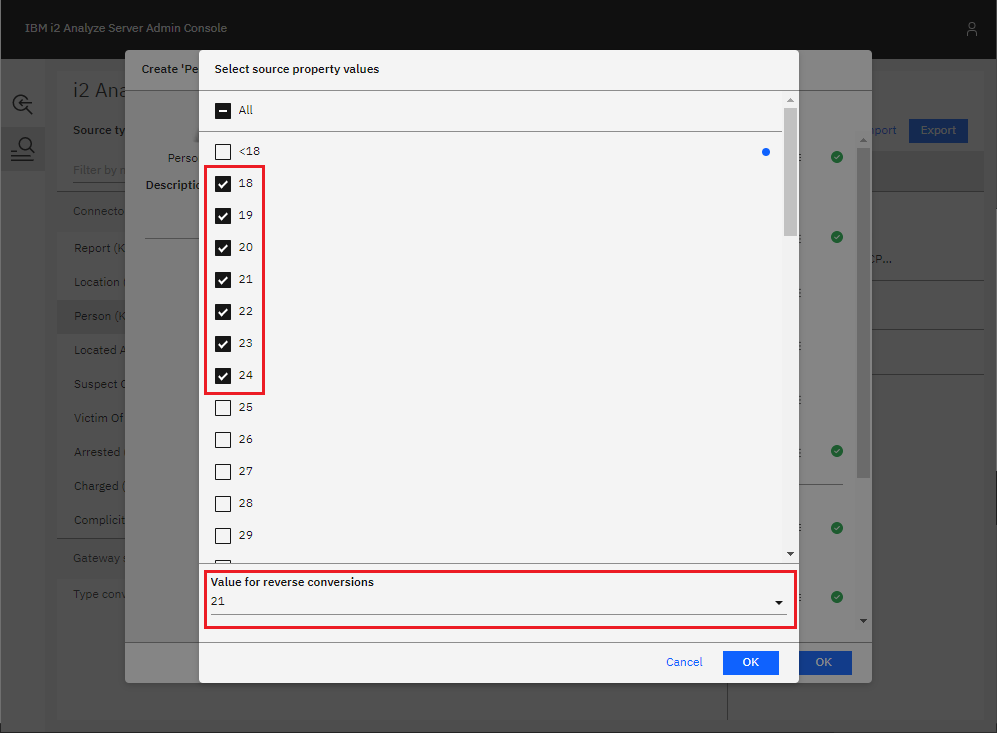 IBM i2 Analyze Server Admin Console
Create 'Pe
Select source property values
i2 Ana
All
Source ty
port
Export
<18
Perso
Filter by n
18
Descriptio
19
Connecto
20
Report (K
CP...
21
Location
22
Person (K
23
Located A
24
Suspect C
25
Victim Of
26
Arrested
27
Charged (
28
Complicit
29
Gateway s
Value for reverse conversions
Type conv
21
Cancel
OK
OK